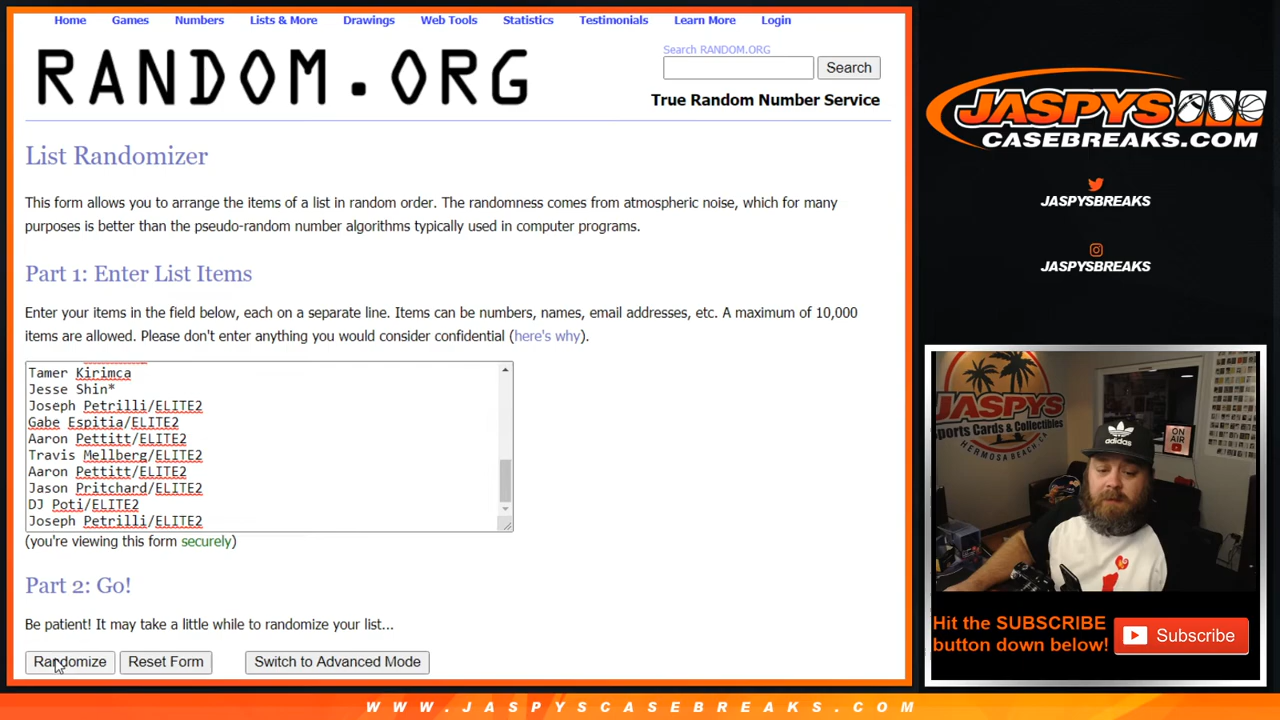 Home Games Numbers Lists & More Drawings Web Tools Statistics Testimonials Learn More Login
RANDOM.ORG
Search RANDOM.ORG
Search
True Random Number Service
List Randomizer
This form allows you to arrange the items of a list in random order. The randomness comes from atmospheric noise, which for many
purposes is better than the pseudo-random number algorithms typically used in computer programs.
Part 1: Enter List Items
Enter your items in the field below, each on a separate line. Items can be numbers, names, email addresses, etc. A maximum of 10,000
items are allowed. Please don't enter anything you would consider confidential (here's why).
Tamer Kirimca
Jesse Shin*
Joseph Petrilli/ELITE2
Gabe Espitia/ELITE2
Aaron Pettitt/ELITE2
Travis Mellberg/ELITE2
Aaron Pettitt/ELITE2
Jason Pritchard/ELITE2
DJ Poti/ELITE2
Joseph Petrilli/ELITE2
(you're viewing this form securely)
Part 2: Go!
Be patient! It may take a little while to randomize your list...
Randomize Reset Form Switch to Advanced Mode
JASPYS
CASEBREAKS.COM
JASPYSBREAKS
JASPYSBREAKS
JASPYS
Sports Cards & Collectibles
HERMOSA BEACH, CA
ON AIR
adidas
Hit the SUBSCRIBE
button down below!
Subscribe
WWW.JASPYSCASEBREAKS.COM